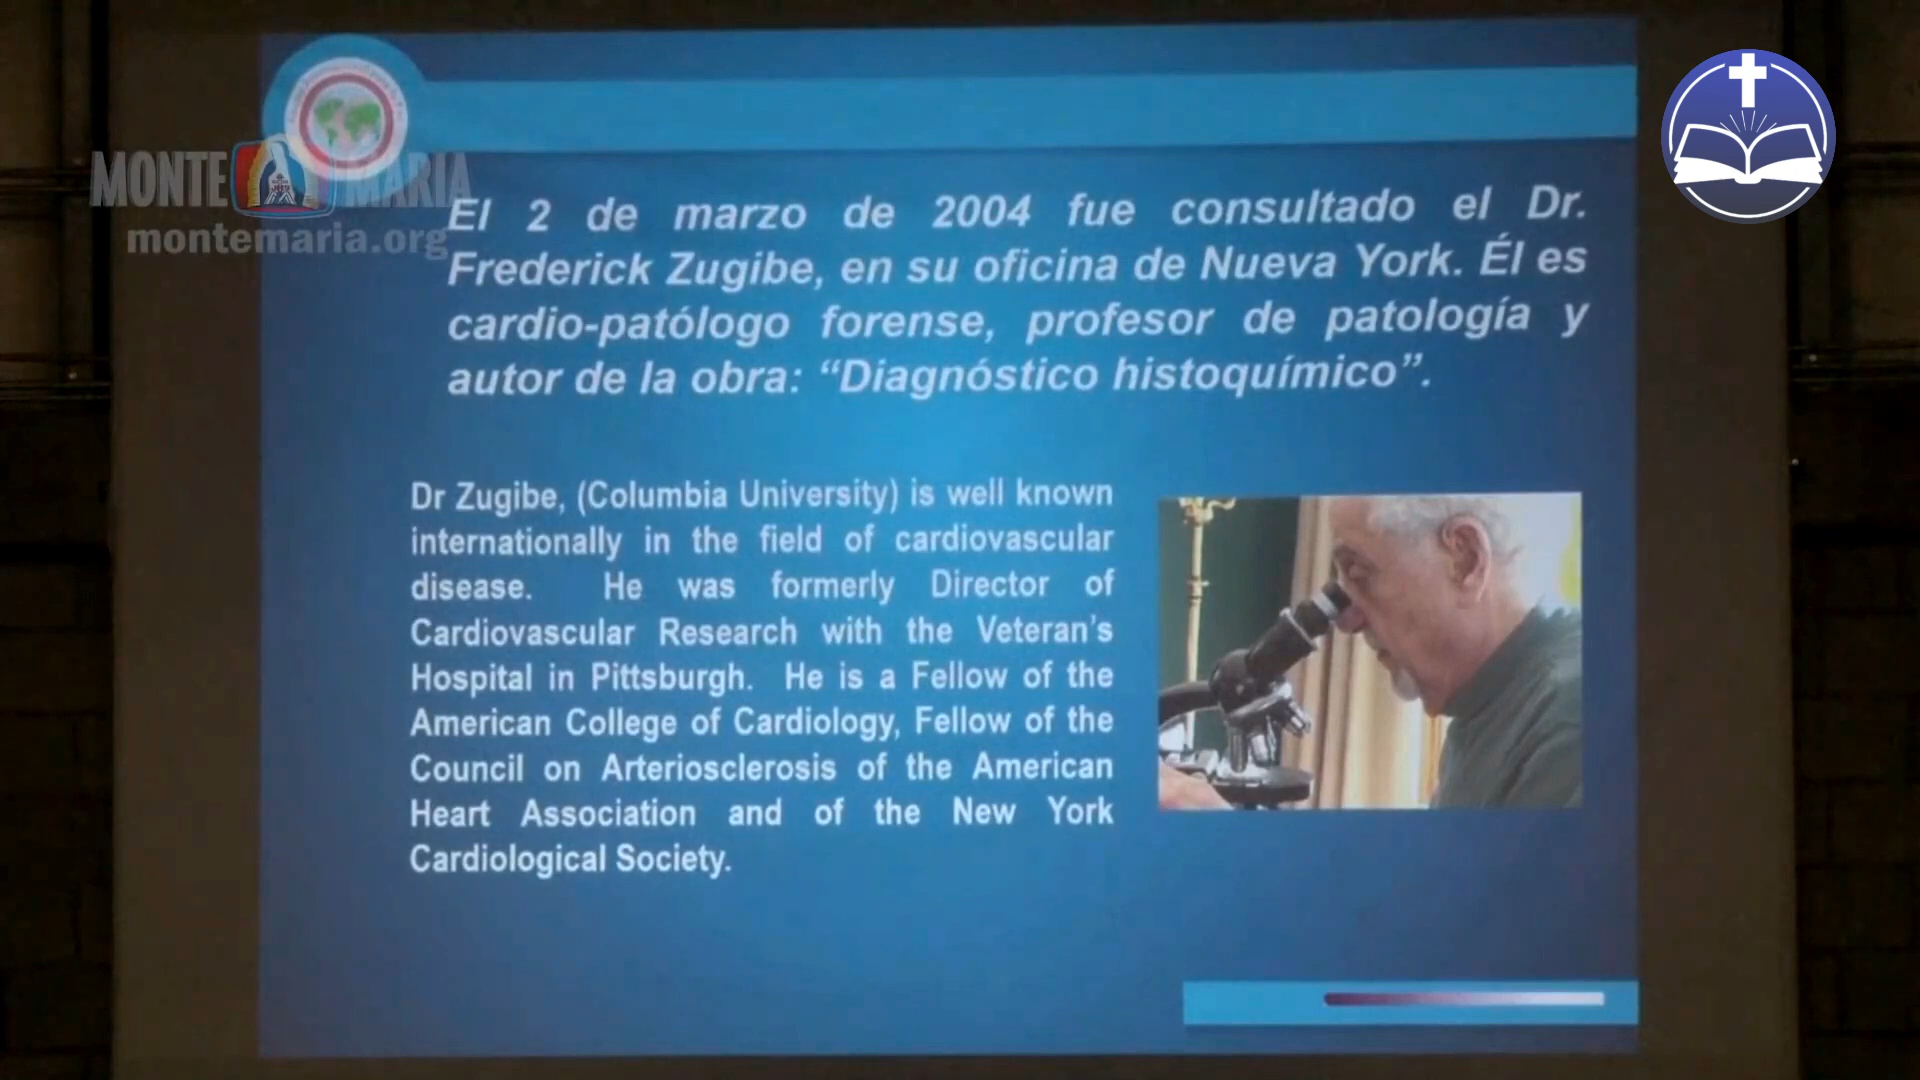 MONTE MARIA
montemaria.org
El 2 de marzo de 2004 fue consultado el Dr.
Frederick Zugibe, en su oficina de Nueva York. Él es
cardio-patólogo forense, profesor de patología y
autor de la obra: “Diagnóstico histoquímico”.
Dr Zugibe, (Columbia University) is well known
internationally in the field of cardiovascular
disease. He was formerly Director of
Cardiovascular Research with the Veteran’s
Hospital in Pittsburgh. He is a Fellow of the
American College of Cardiology, Fellow of the
Council on Arteriosclerosis of the American
Heart Association and of the New York
Cardiological Society.